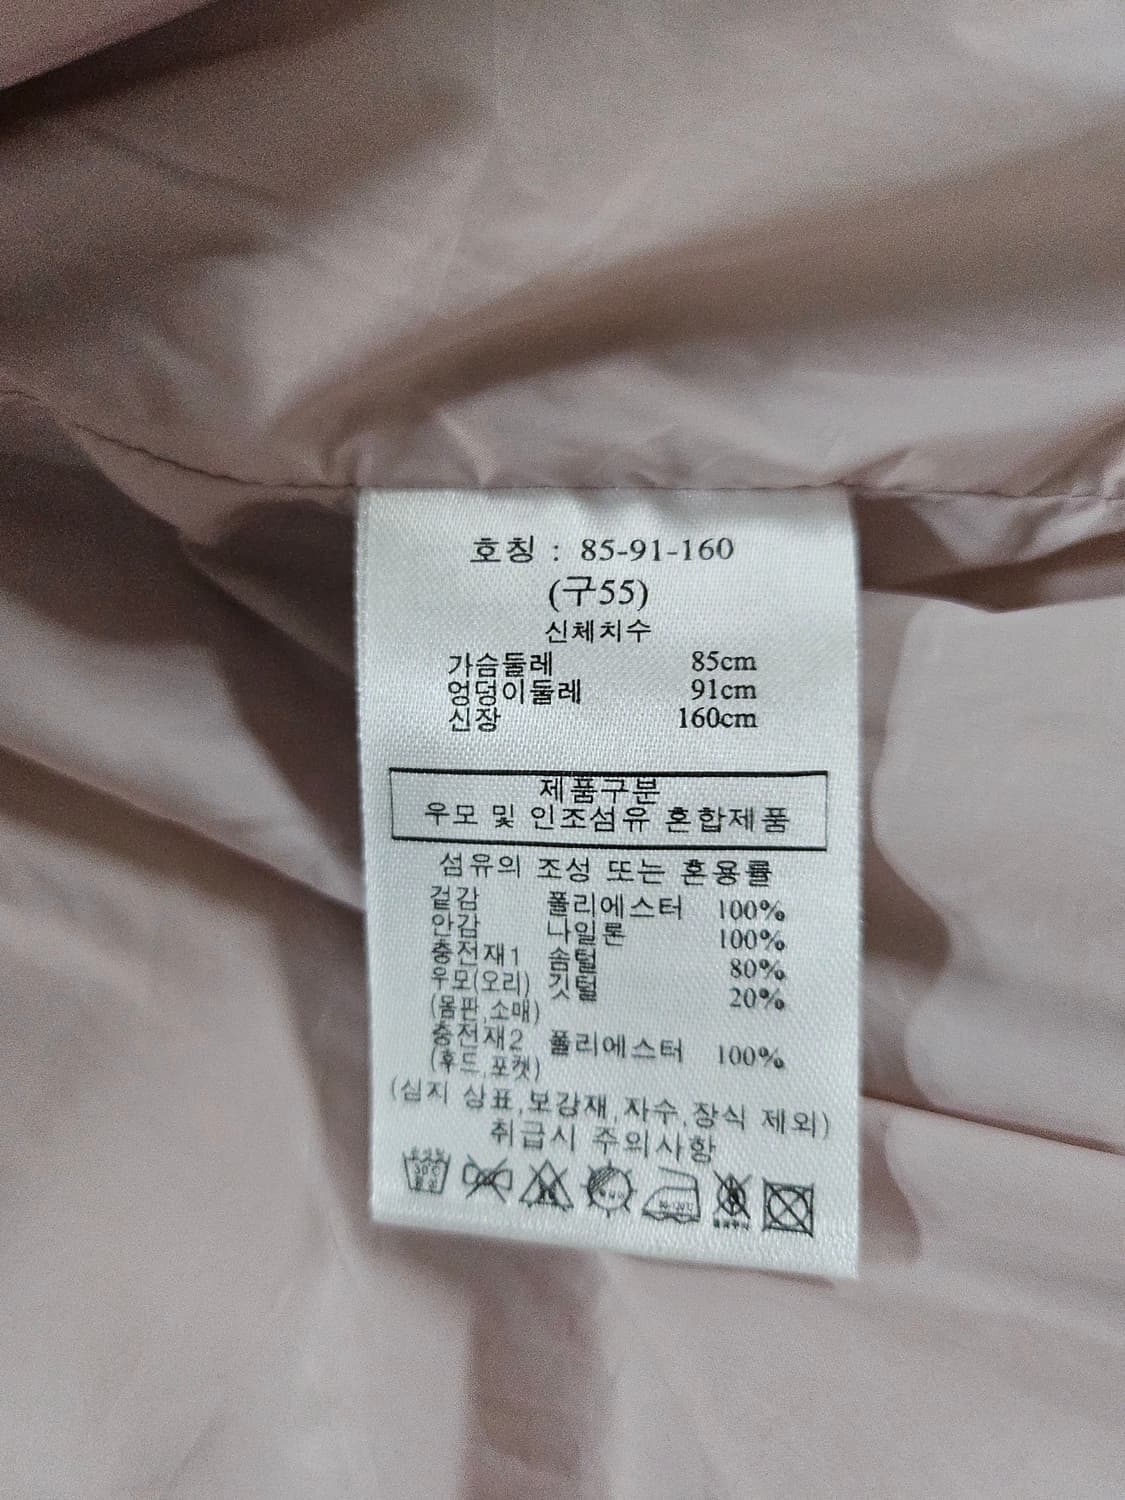 호칭 : 85-91-160
(구55)
신체치수
가슴둘레 85cm
엉덩이둘레 91cm
신장 160cm
제품구분
우모 및 인조섬유 혼합제품
섬유의 조성 또는 혼용률
겉감 폴리에스터 100%
안감 나일론 100%
충전재1 솜털 80%
우모(오리) 깃털 20%
(몸판,소매)
충전재2 폴리에스터 100%
(후드,포켓)
(심지 상표,보강재,자수,장식 제외)
취급시 주의사항
30℃